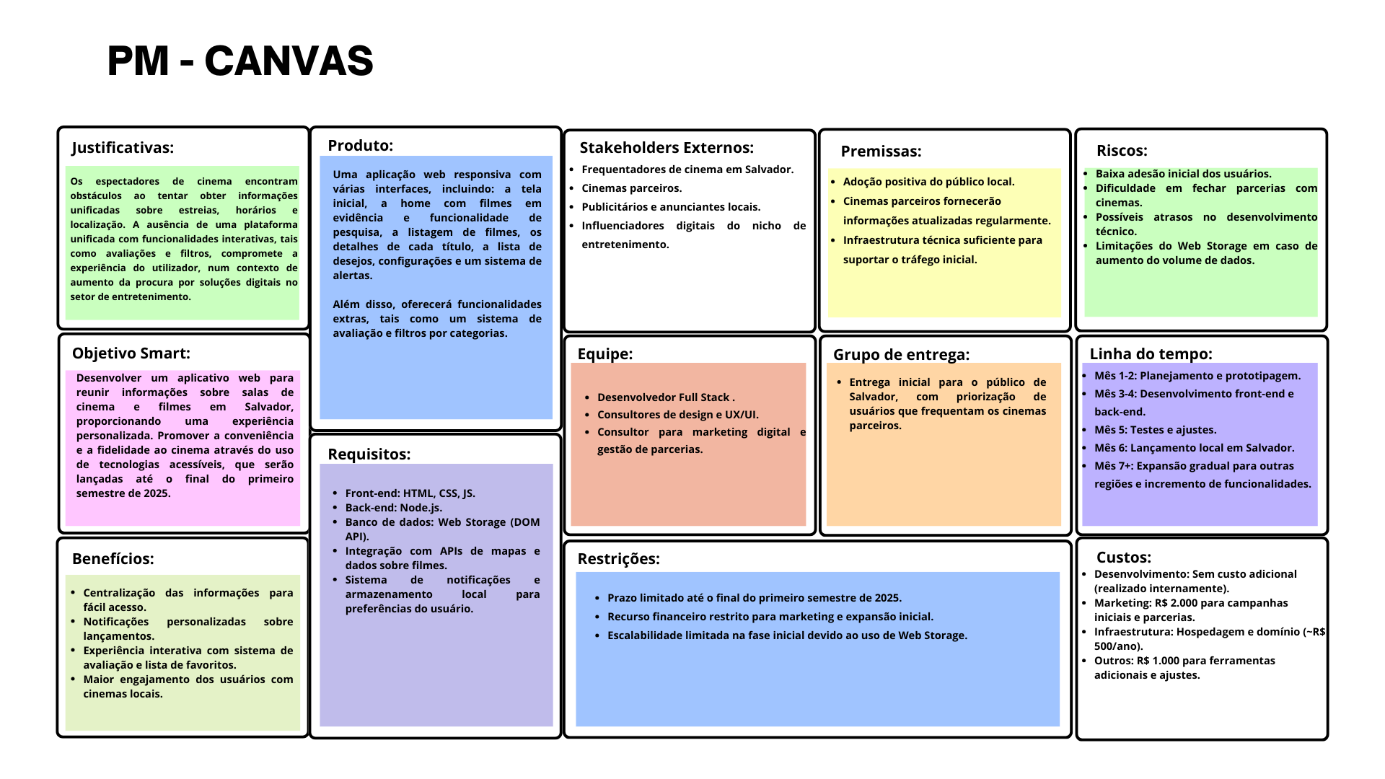 PM - CANVAS
Justificativas:
Os espectadores de cinema encontram
obstáculos ao tentar obter informações
unificadas sobre estreias, horários e
localização. A ausência de uma plataforma
unificada com funcionalidades interativas, tais
como avaliações e filtros, compromete a
experiência do utilizador, num contexto de
aumento da procura por soluções digitais no
setor de entretenimento.
Objetivo Smart:
Desenvolver um aplicativo web para
reunir informações sobre salas de
cinema e filmes em Salvador,
proporcionando uma experiência
personalizada. Promover a conveniência
e a fidelidade ao cinema através do uso
de tecnologias acessíveis, que serão
lançadas até o final do primeiro
semestre de 2025.
Benefícios:
• Centralização das informações para
fácil acesso.
• Notificações personalizadas sobre
lançamentos.
• Experiência interativa com sistema de
avaliação e lista de favoritos.
• Maior engajamento dos usuários com
cinemas locais.
Produto:
Uma aplicação web responsiva com
várias interfaces, incluindo: a tela
inicial, a home com filmes em
evidência e funcionalidade de
pesquisa, a listagem de filmes, os
detalhes de cada título, a lista de
desejos, configurações e um sistema de
alertas.
Além disso, oferecerá funcionalidades
extras, tais como um sistema de
avaliação e filtros por categorias.
Requisitos:
• Front-end: HTML, CSS, JS.
• Back-end: Node.js.
• Banco de dados: Web Storage (DOM
API).
• Integração com APIs de mapas e
dados sobre filmes.
• Sistema de notificações e
armazenamento local para
preferências do usuário.
Stakeholders Externos:
• Frequentadores de cinema em Salvador.
• Cinemas parceiros.
• Publicitários e anunciantes locais.
• Influenciadores digitais do nicho de
entretenimento.
Equipe:
• Desenvolvedor Full Stack .
• Consultores de design e UX/UI.
• Consultor para marketing digital e
gestão de parcerias.
Premissas:
• Adoção positiva do público local.
• Cinemas parceiros fornecerão
informações atualizadas regularmente.
• Infraestrutura técnica suficiente para
suportar o tráfego inicial.
Grupo de entrega:
• Entrega inicial para o público de
Salvador, com priorização de
usuários que frequentam os cinemas
parceiros.
Restrições:
• Prazo limitado até o final do primeiro semestre de 2025.
• Recurso financeiro restrito para marketing e expansão inicial.
• Escalabilidade limitada na fase inicial devido ao uso de Web Storage.
Riscos:
• Baixa adesão inicial dos usuários.
• Dificuldade em fechar parcerias com
cinemas.
• Possíveis atrasos no desenvolvimento
técnico.
• Limitações do Web Storage em caso de
aumento do volume de dados.
Linha do tempo:
• Mês 1-2: Planejamento e prototipagem.
• Mês 3-4: Desenvolvimento front-end e
back-end.
• Mês 5: Testes e ajustes.
• Mês 6: Lançamento local em Salvador.
• Mês 7+: Expansão gradual para outras
regiões e incremento de funcionalidades.
Custos:
• Desenvolvimento: Sem custo adicional
(realizado internamente).
• Marketing: R$ 2.000 para campanhas
iniciais e parcerias.
• Infraestrutura: Hospedagem e domínio (~R$
500/ano).
• Outros: R$ 1.000 para ferramentas
adicionais e ajustes.